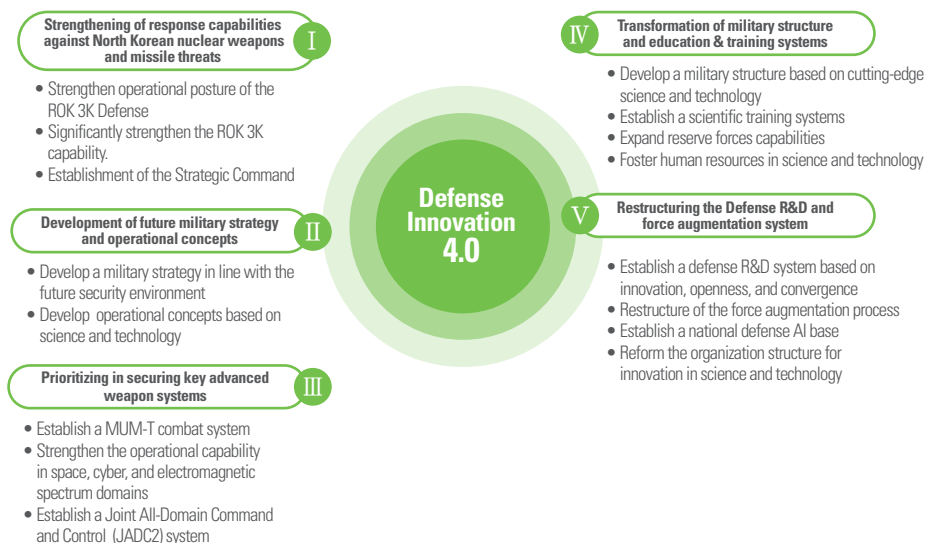 Strengthening of response capabilities
against North Korean nuclear weapons
and missile threats
I
• Strengthen operational posture of the
ROK 3K Defense
• Significantly strengthen the ROK 3K
capability.
• Establishment of the Strategic Command
Development of future military strategy
and operational concepts
II
• Develop a military strategy in line with the
future security environment
• Develop operational concepts based on
science and technology
Prioritizing in securing key advanced
weapon systems
III
• Establish a MUM-T combat system
• Strengthen the operational capability
in space, cyber, and electromagnetic
spectrum domains
• Establish a Joint All-Domain Command
and Control (JADC2) system
Defense
Innovation
4.0
IV
Transformation of military structure
and education & training systems
• Develop a military structure based on cutting-edge
science and technology
• Establish a scientific training systems
• Expand reserve forces capabilities
• Foster human resources in science and technology
V
Restructuring the Defense R&D and
force augmentation system
• Establish a defense R&D system based on
innovation, openness, and convergence
• Restructure of the force augmentation process
• Establish a national defense AI base
• Reform the organization structure for
innovation in science and technology